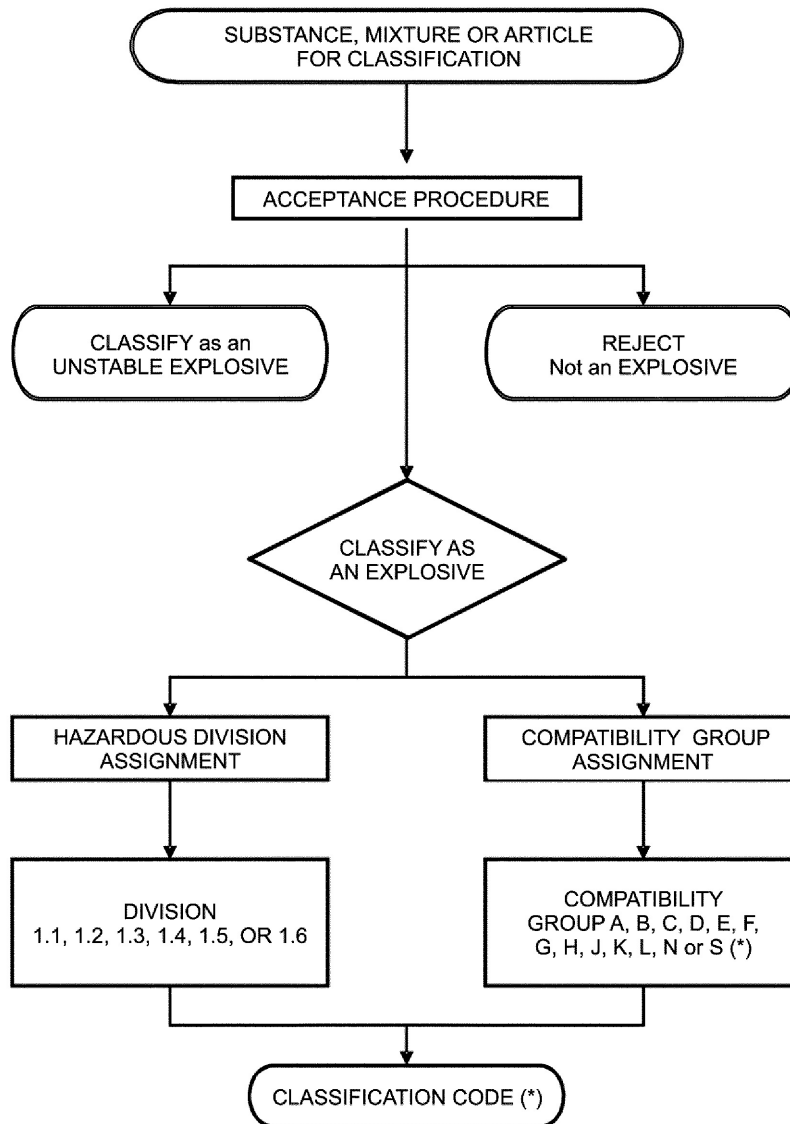 SUBSTANCE, MIXTURE OR ARTICLE
FOR CLASSIFICATION
ACCEPTANCE PROCEDURE
CLASSIFY as an
UNSTABLE EXPLOSIVE
REJECT
Not an EXPLOSIVE
CLASSIFY AS
AN EXPLOSIVE
HAZARDOUS DIVISION
ASSIGNMENT
COMPATIBILITY GROUP
ASSIGNMENT
DIVISION
1.1, 1.2, 1.3, 1.4, 1.5, OR 1.6
COMPATIBILITY
GROUP A, B, C, D, E, F,
G, H, J, K, L, N or S (*)
CLASSIFICATION CODE (*)